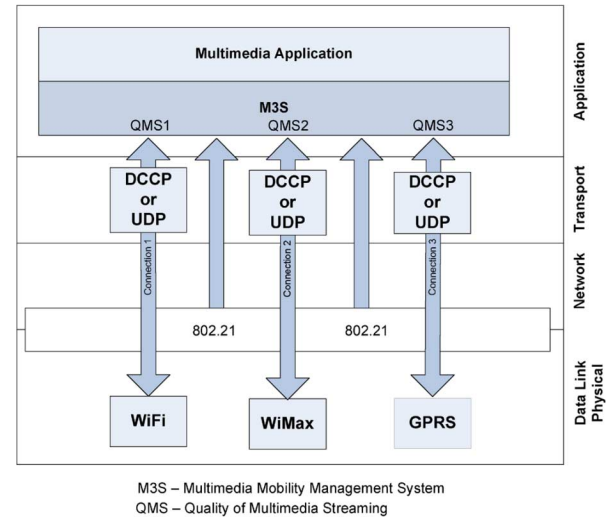 Multimedia Application
M3S
QMS1 QMS2 QMS3
Application
DCCP
or
UDP
DCCP
or
UDP
DCCP
or
UDP
Transport
Connection 1
Connection 2
Connection 3
Network
802.21 802.21
WiFi
WiMax
GPRS
Data Link
Physical
M3S – Multimedia Mobility Management System
QMS – Quality of Multimedia Streaming